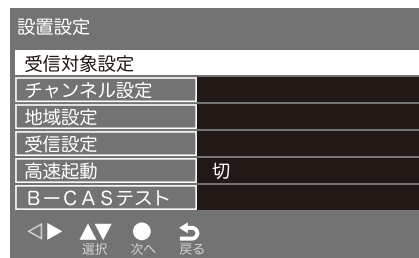 設置設定
受信対象設定
チャンネル設定
地域設定
受信設定
高速起動 切
B－CASテスト
選択 次へ 戻る